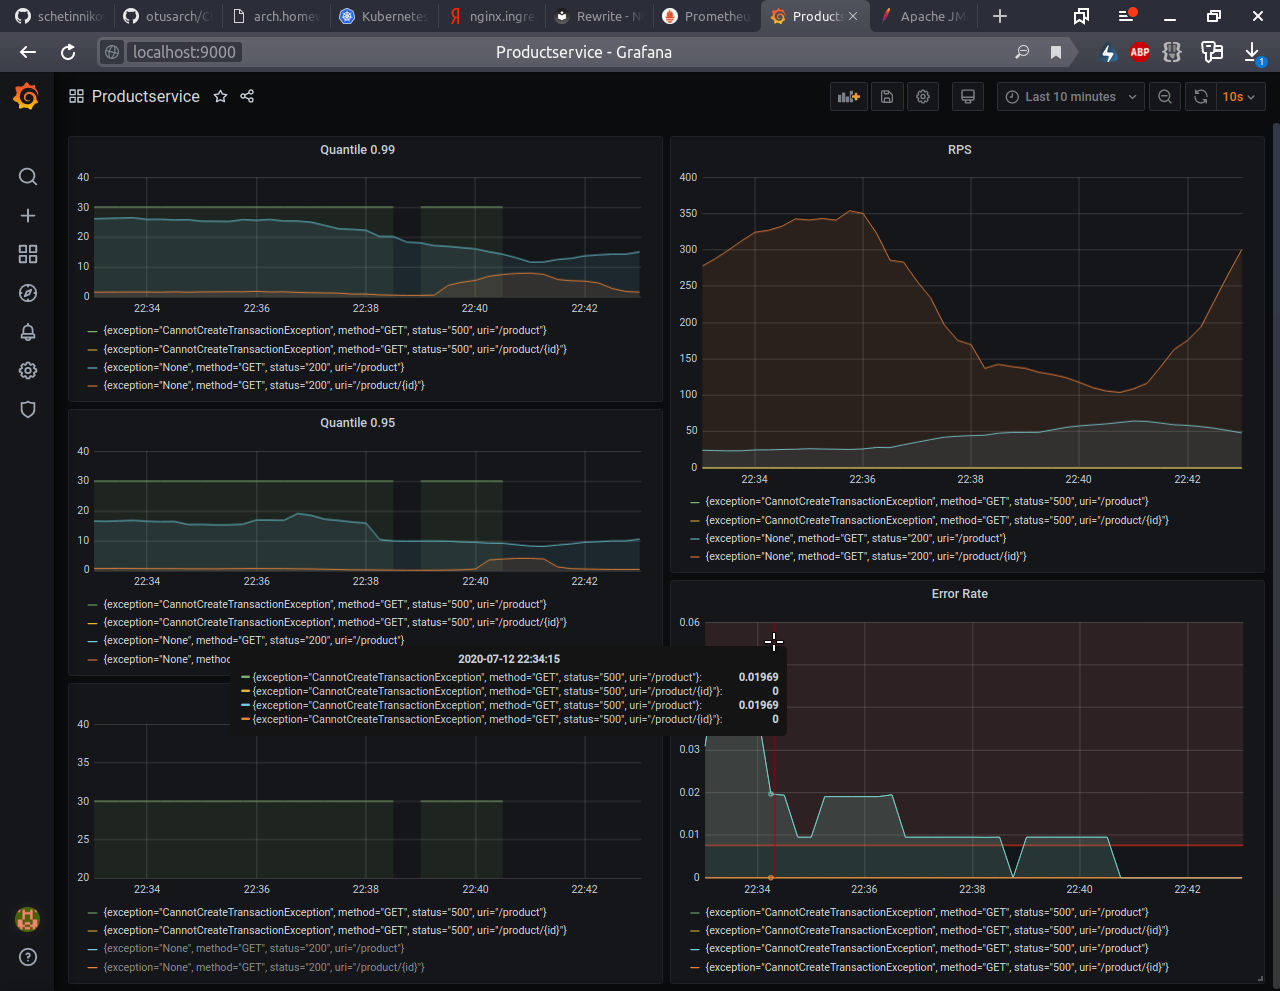 schetinniko
otusarch/C
arch.homew
Kubernetes
nginx.ingre
Rewrite - N
Prometheu
Products
Apache JM
localhost:9000
Productservice - Grafana
ABP
1
Productservice
Last 10 minutes
10s
Quantile 0.99
40
30
20
10
0
22:34 22:36 22:38 22:40 22:42
{exception="CannotCreateTransactionException", method="GET", status="500", uri="/product"}
{exception="CannotCreateTransactionException", method="GET", status="500", uri="/product/{id}"}
{exception="None", method="GET", status="200", uri="/product"}
{exception="None", method="GET", status="200", uri="/product/{id}"}
Quantile 0.95
40
30
20
10
0
22:34 22:36 22:38 22:40 22:42
{exception="CannotCreateTransactionException", method="GET", status="500", uri="/product"}
{exception="CannotCreateTransactionException", method="GET", status="500", uri="/product/{id}"}
{exception="None", method="GET", status="200", uri="/product"}
{exception="None", metho
40
35
30
25
20
22:34 22:36 22:38 22:40 22:42
{exception="CannotCreateTransactionException", method="GET", status="500", uri="/product"}
{exception="CannotCreateTransactionException", method="GET", status="500", uri="/product/{id}"}
{exception="None", method="GET", status="200", uri="/product"}
{exception="None", method="GET", status="200", uri="/product/{id}"}
RPS
400
350
300
250
200
150
100
50
0
22:34 22:36 22:38 22:40 22:42
{exception="CannotCreateTransactionException", method="GET", status="500", uri="/product"}
{exception="CannotCreateTransactionException", method="GET", status="500", uri="/product/{id}"}
{exception="None", method="GET", status="200", uri="/product"}
{exception="None", method="GET", status="200", uri="/product/{id}"}
Error Rate
0.06
0.03
0.02
0.01
0
22:34 22:36 22:38 22:40 22:42
{exception="CannotCreateTransactionException", method="GET", status="500", uri="/product"}
{exception="CannotCreateTransactionException", method="GET", status="500", uri="/product/{id}"}
{exception="CannotCreateTransactionException", method="GET", status="500", uri="/product"}
{exception="CannotCreateTransactionException", method="GET", status="500", uri="/product/{id}"}
2020-07-12 22:34:15
{exception="CannotCreateTransactionException", method="GET", status="500", uri="/product"}: 0.01969
{exception="CannotCreateTransactionException", method="GET", status="500", uri="/product/{id}"}: 0
{exception="CannotCreateTransactionException", method="GET", status="500", uri="/product"}: 0.01969
{exception="CannotCreateTransactionException", method="GET", status="500", uri="/product/{id}"}: 0